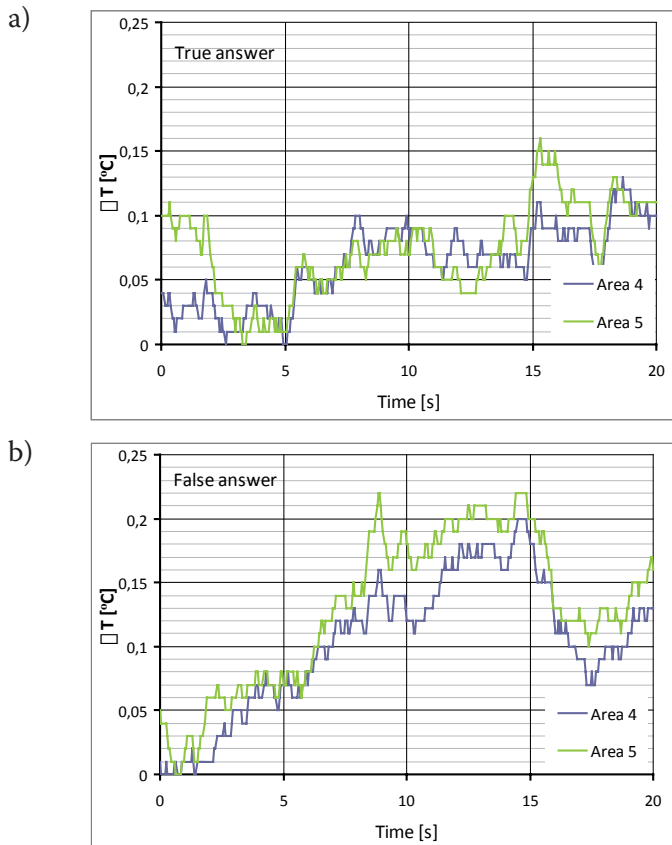 a)
True answer
0,25
0,2
0,15
0,1
0,05
0
▯ T [ºC]
0 5 10 15 20
Time [s]
Area 4
Area 5
b)
False answer
0,25
0,2
0,15
0,1
0,05
0
▯ T [ºC]
0 5 10 15 20
Time [s]
Area 4
Area 5